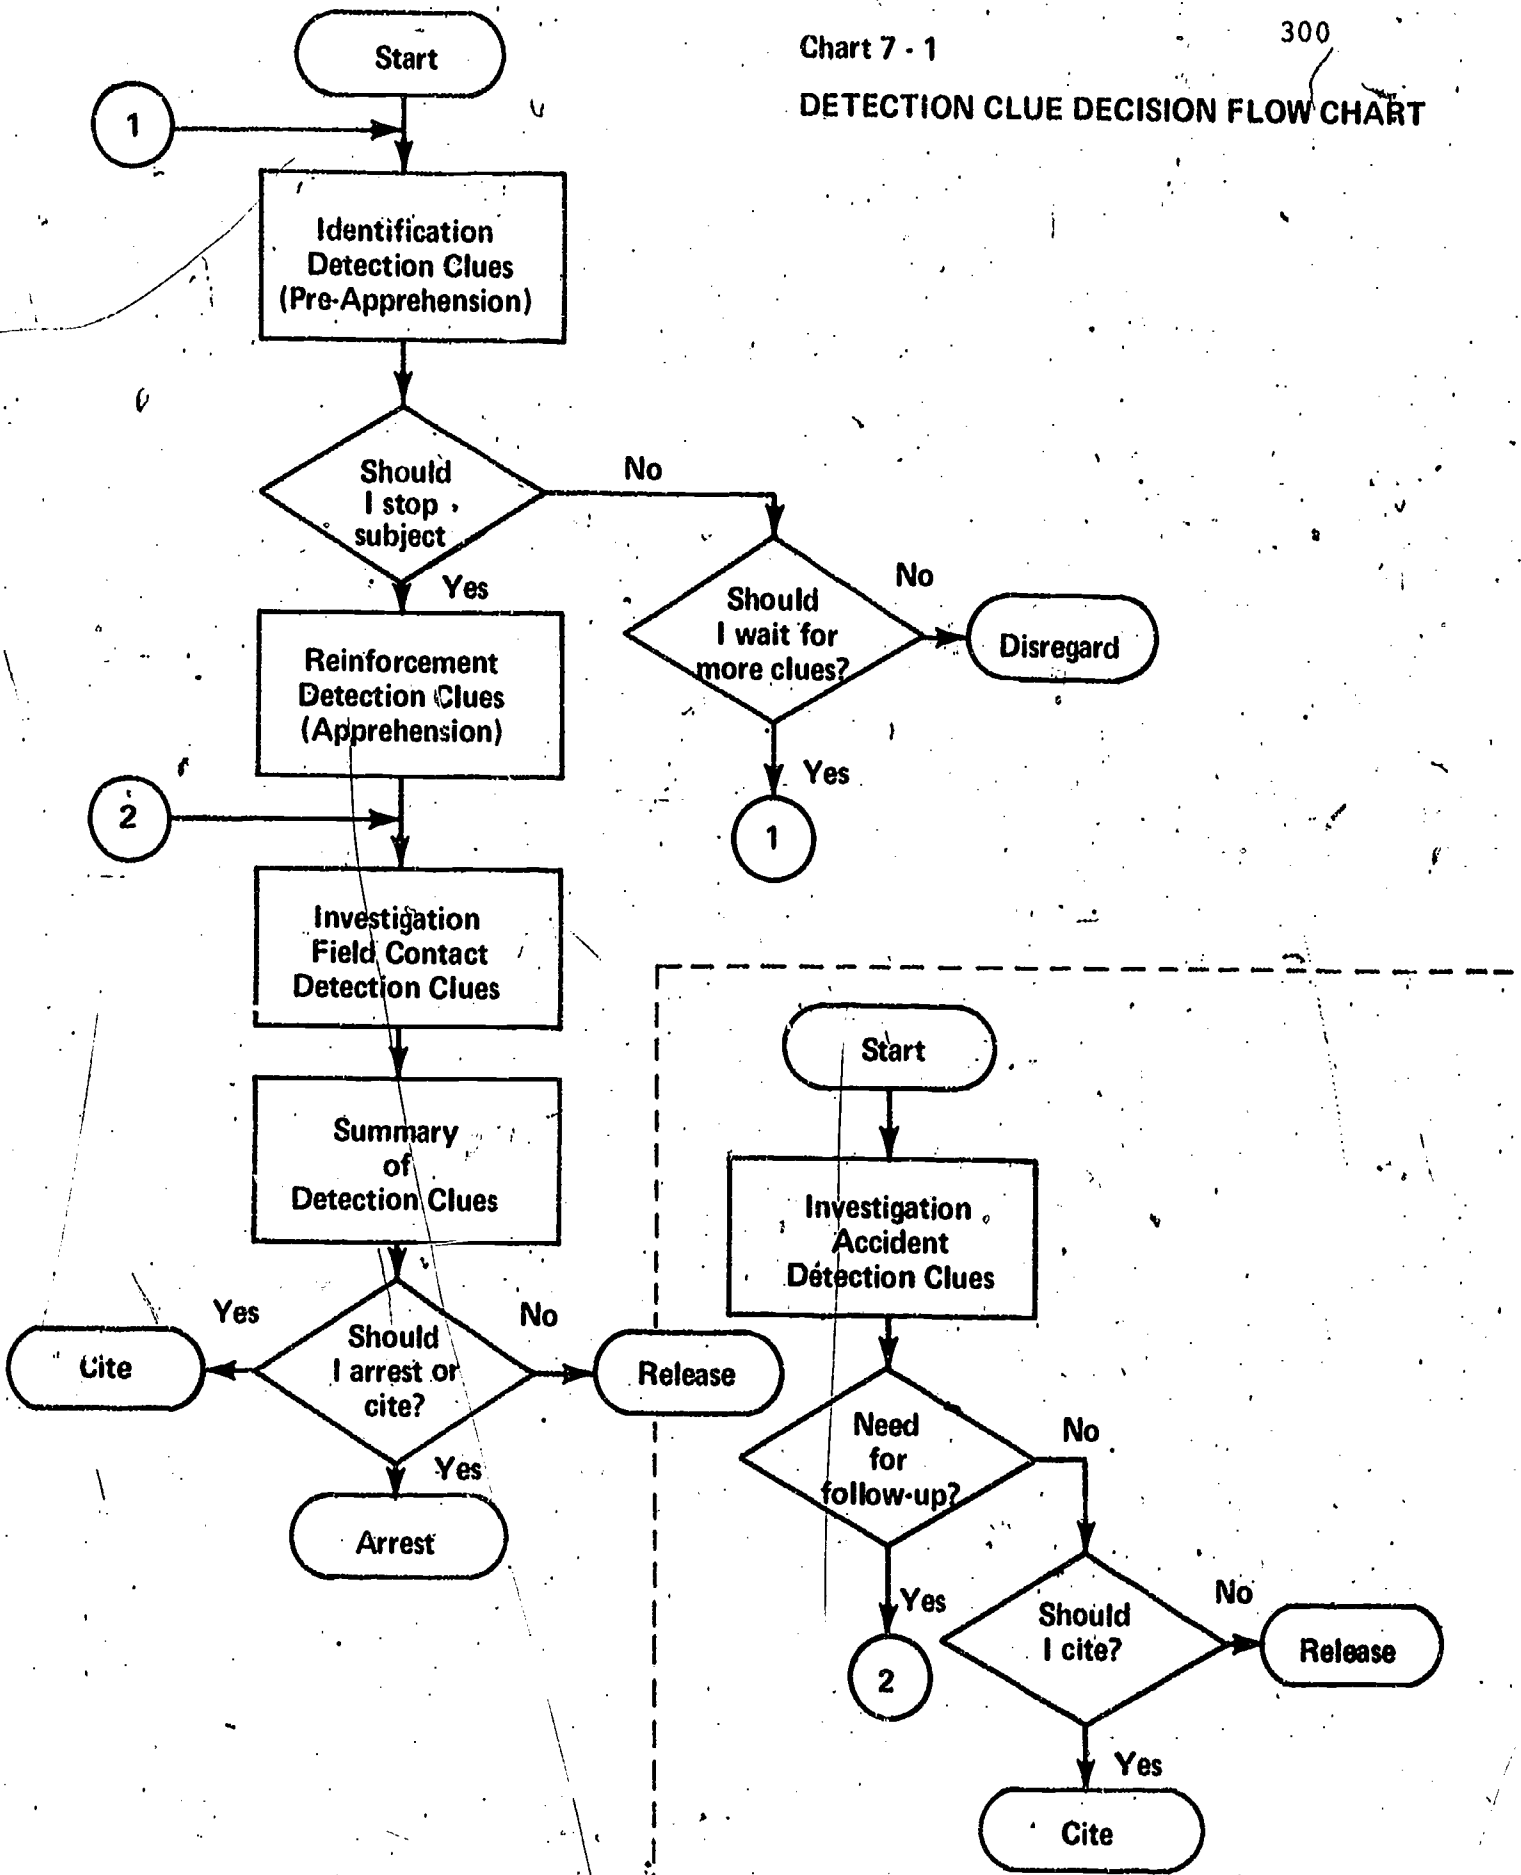 300
Chart 7 - 1
DETECTION CLUE DECISION FLOW CHART
Start
1
Identification
Detection Clues
(Pre-Apprehension)
Should
I stop
subject
No
Yes
Should
I wait for
more clues?
No
Disregard
Yes
1
Reinforcement
Detection Clues
(Apprehension)
2
Investigation
Field Contact
Detection Clues
Summary
of
Detection Clues
Should
I arrest or
cite?
Yes
Cite
No
Release
Yes
Arrest
Start
Investigation
Accident
Detection Clues
Need
for
follow-up?
No
Yes
2
Should
I cite?
No
Release
Yes
Cite